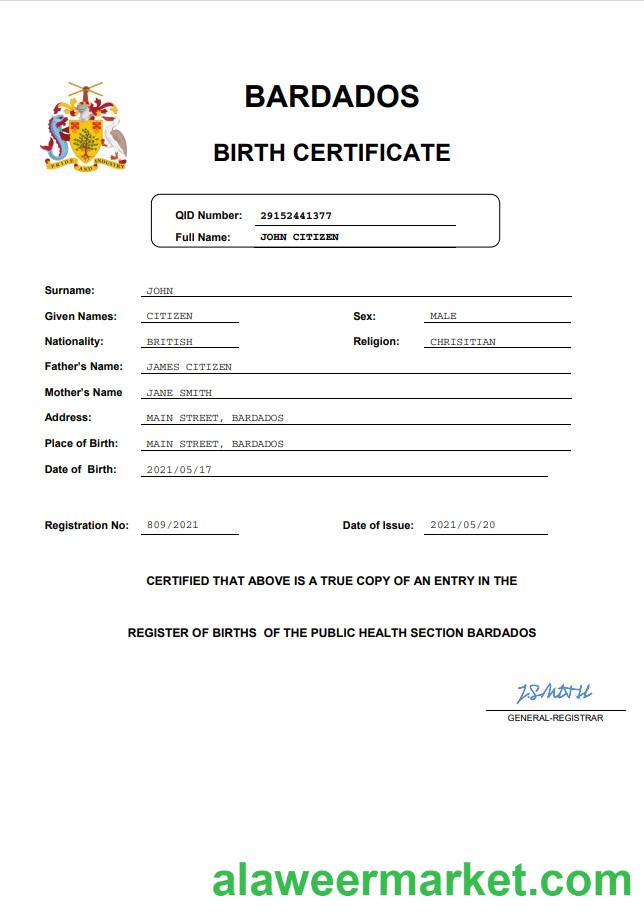 BARDADOS
BIRTH CERTIFICATE
PRIDE AND INDUSTRY
QID Number: 29152441377
Full Name: JOHN CITIZEN
Surname: JOHN
Given Names: CITIZEN Sex: MALE
Nationality: BRITISH Religion: CHRISITIAN
Father's Name: JAMES CITIZEN
Mother's Name JANE SMITH
Address: MAIN STREET, BARDADOS
Place of Birth: MAIN STREET, BARDADOS
Date of Birth: 2021/05/17
Registration No: 809/2021 Date of Issue: 2021/05/20
CERTIFIED THAT ABOVE IS A TRUE COPY OF AN ENTRY IN THE
REGISTER OF BIRTHS OF THE PUBLIC HEALTH SECTION BARDADOS
J.SMITH
GENERAL-REGISTRAR
alaweermarket.com